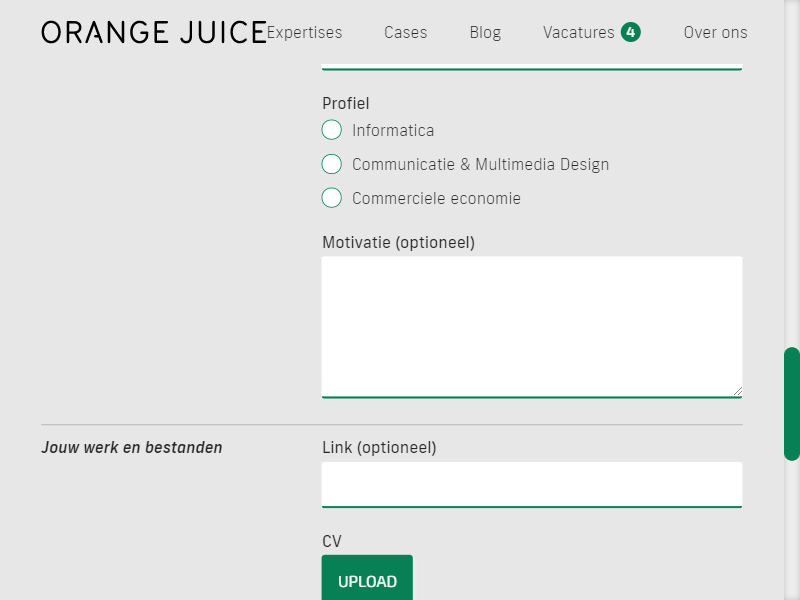 ORANGE JUICE
Expertises
Cases
Blog
Vacatures 4
Over ons
Profiel
Informatica
Communicatie & Multimedia Design
Commerciele economie
Motivatie (optioneel)
Jouw werk en bestanden
Link (optioneel)
CV
UPLOAD